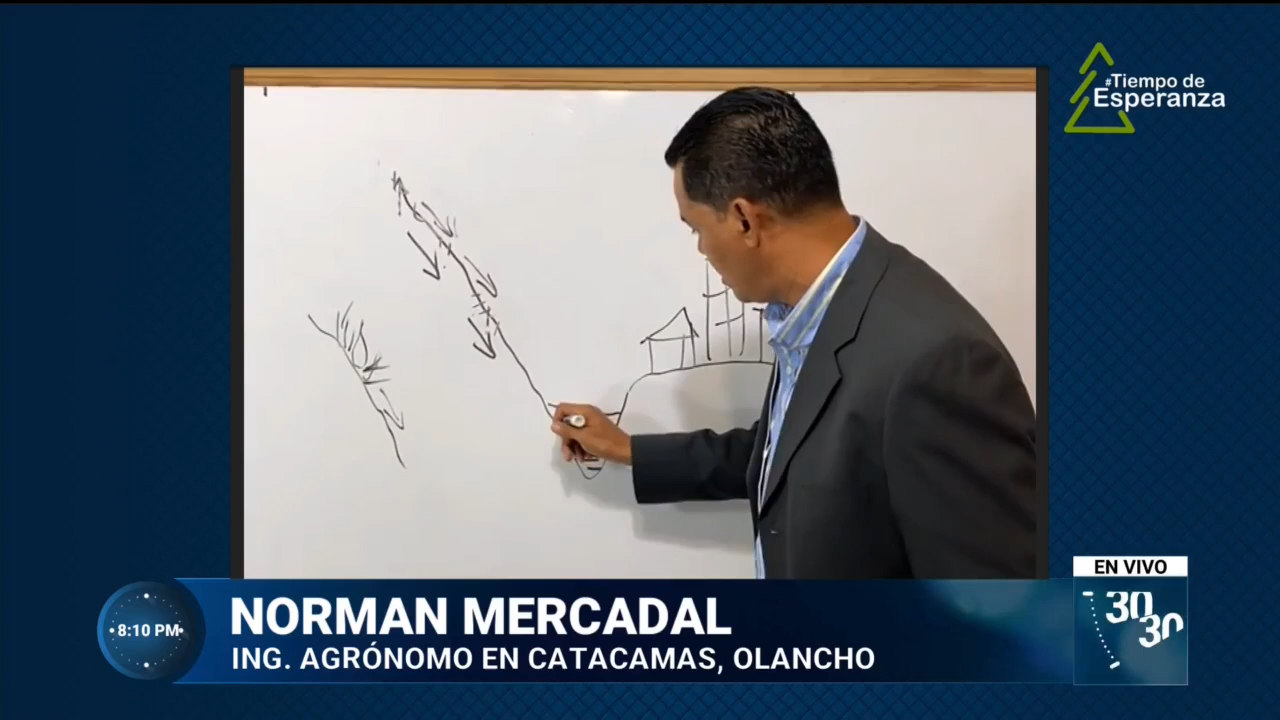 #Tiempo de
Esperanza
EN VIVO
30
30
8:10 PM
NORMAN MERCADAL
ING. AGRÓNOMO EN CATACAMAS, OLANCHO